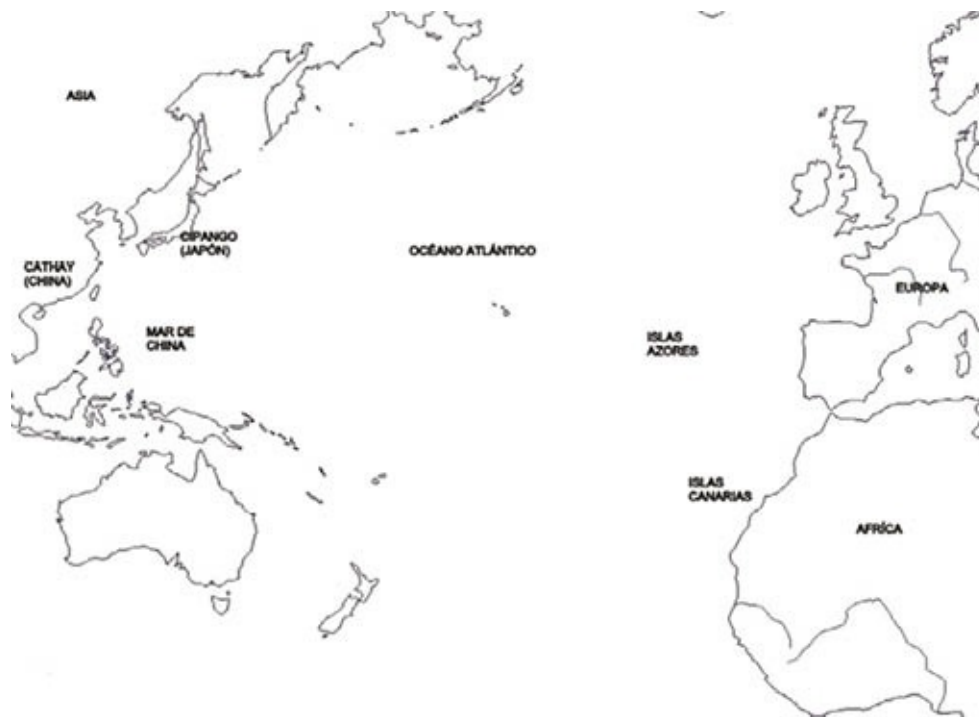 ASIA
CIPANGO
(JAPÓN)
OCÉANO ATLÁNTICO
CATHAY
(CHINA)
EUROPA
MAR DE
CHINA
ISLAS
AZORES
ISLAS
CANARIAS
AFRÍCA